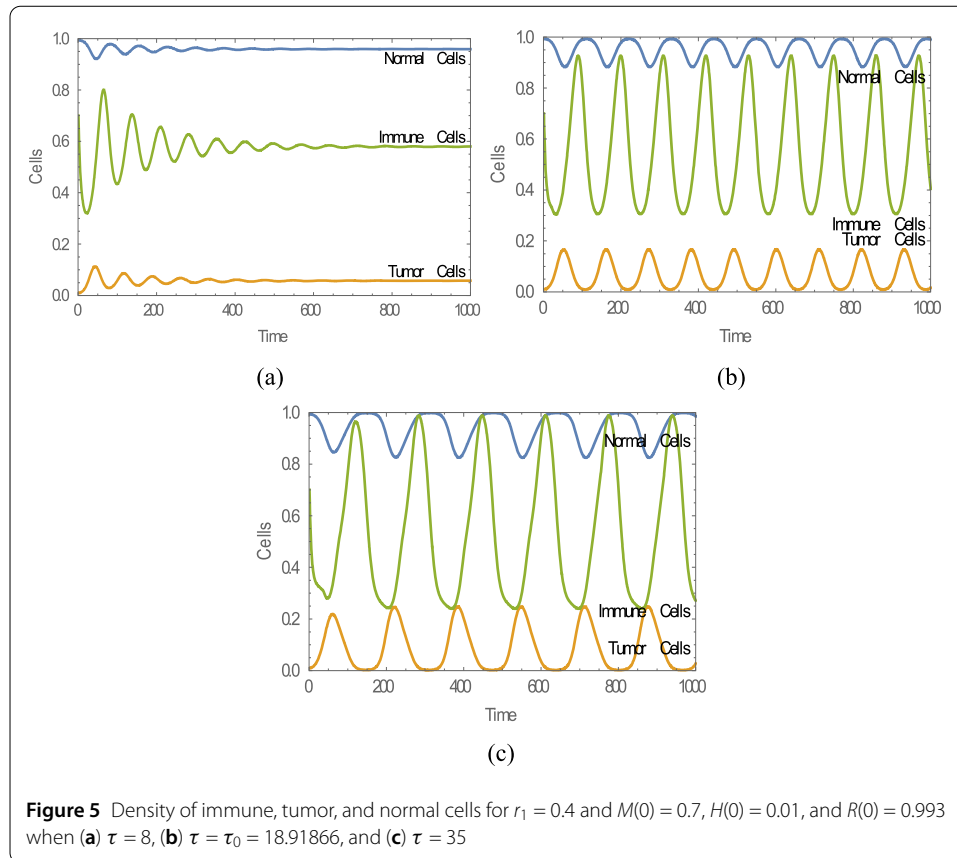 1.0
0.8
0.6
0.4
0.2
0.0
Cells
Normal Cells
Immune Cells
Tumor Cells
0 200 400 600 800 1000
Time
(a)
1.0
0.8
0.6
0.4
0.2
0.0
Cells
Normal Cells
Immune Cells
Tumor Cells
0 200 400 600 800 1000
Time
(b)
1.0
0.8
0.6
0.4
0.2
0.0
Cells
Normal Cells
Immune Cells
Tumor Cells
0 200 400 600 800 1000
Time
(c)
Figure 5 Density of immune, tumor, and normal cells for r₁ = 0.4 and M(0) = 0.7, H(0) = 0.01, and R(0) = 0.993
when (a) τ = 8, (b) τ = τ₀ = 18.91866, and (c) τ = 35